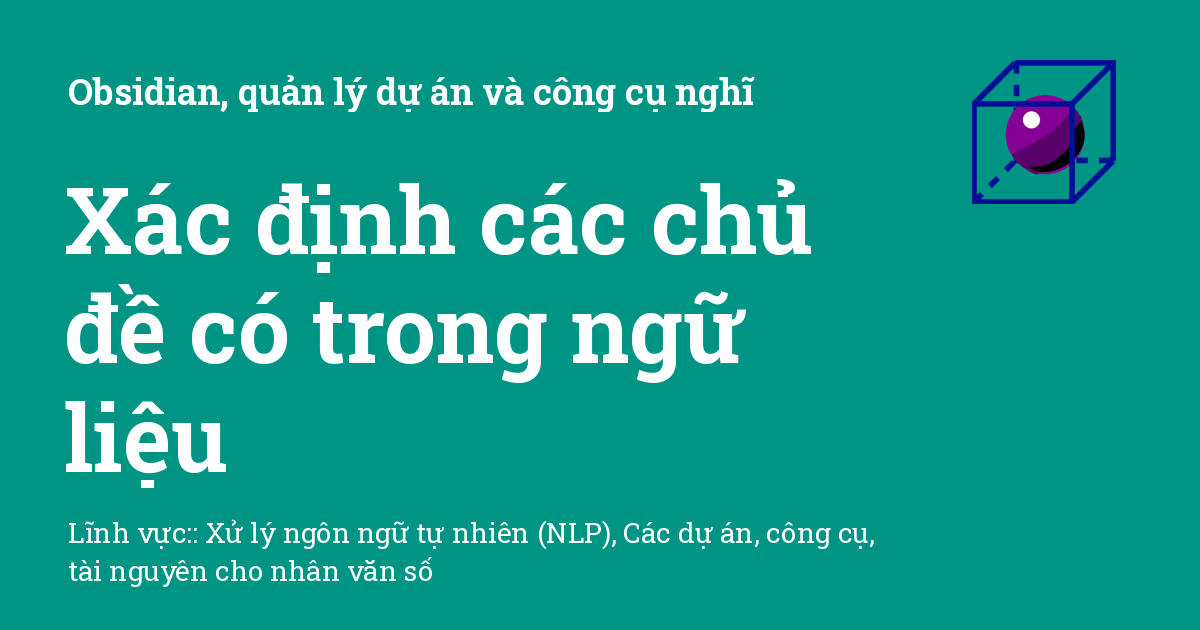 Obsidian, quản lý dự án và công cụ nghĩ
Xác định các chủ
đề có trong ngữ
liệu
Lĩnh vực:: Xử lý ngôn ngữ tự nhiên (NLP), Các dự án, công cụ,
tài nguyên cho nhân văn số